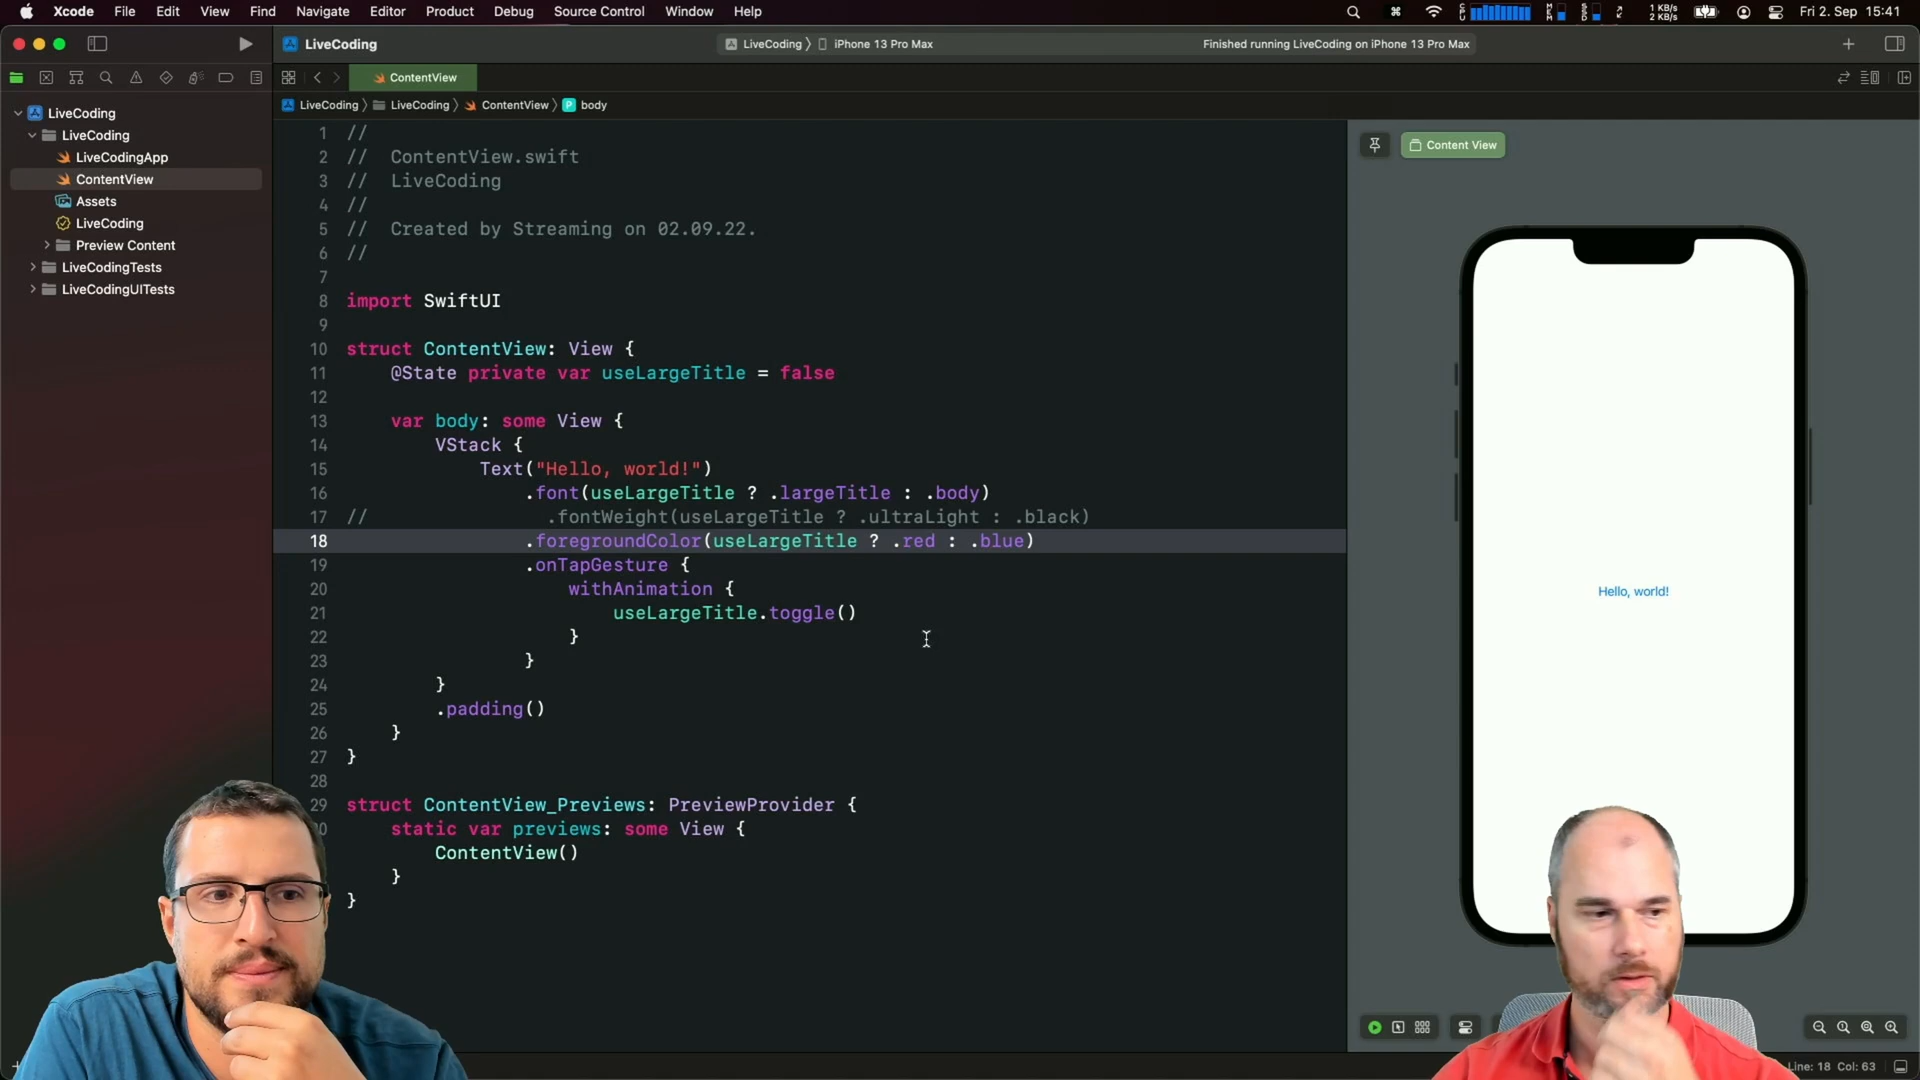 Xcode File Edit View Find Navigate Editor Product Debug Source Control Window Help
1 KB/s
2 KB/s
Fri 2. Sep 15:41
LiveCoding
LiveCoding iPhone 13 Pro Max
Finished running LiveCoding on iPhone 13 Pro Max
ContentView
LiveCoding LiveCoding ContentView P body
LiveCoding
LiveCoding
LiveCodingApp
ContentView
Assets
LiveCoding
Preview Content
LiveCodingTests
LiveCodingUITests
1 //
2 // ContentView.swift
3 // LiveCoding
4 //
5 // Created by Streaming on 02.09.22.
6 //
7
8 import SwiftUI
9
10 struct ContentView: View {
11 @State private var useLargeTitle = false
12
13 var body: some View {
14 VStack {
15 Text("Hello, world!")
16 .font(useLargeTitle ? .largeTitle : .body)
17 // .fontWeight(useLargeTitle ? .ultraLight : .black)
18 .foregroundColor(useLargeTitle ? .red : .blue)
19 .onTapGesture {
20 withAnimation {
21 useLargeTitle.toggle()
22 }
23 }
24 }
25 .padding()
26 }
27 }
28
29 struct ContentView_Previews: PreviewProvider {
static var previews: some View {
ContentView()
}
}
Content View
Hello, world!
Line: 18 Col: 63